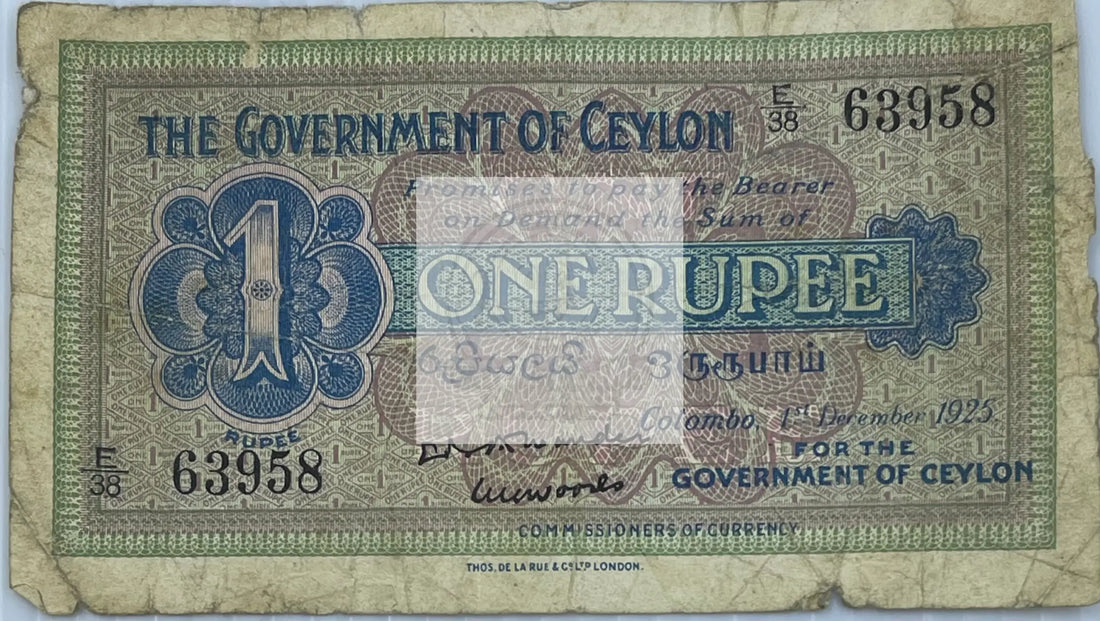 THE GOVERNMENT OF CEYLON
E/38 63958
Promises to pay the Bearer
on Demand the Sum of
1
ONE RUPEE
RUPEE
රුපියලයි ஒருரூபாய்
Colombo, 1st December 1925.
FOR THE
GOVERNMENT OF CEYLON
E/38 63958
W W Woods
COMMISSIONERS OF CURRENCY
THOS. DE LA RUE & CO LTD LONDON.